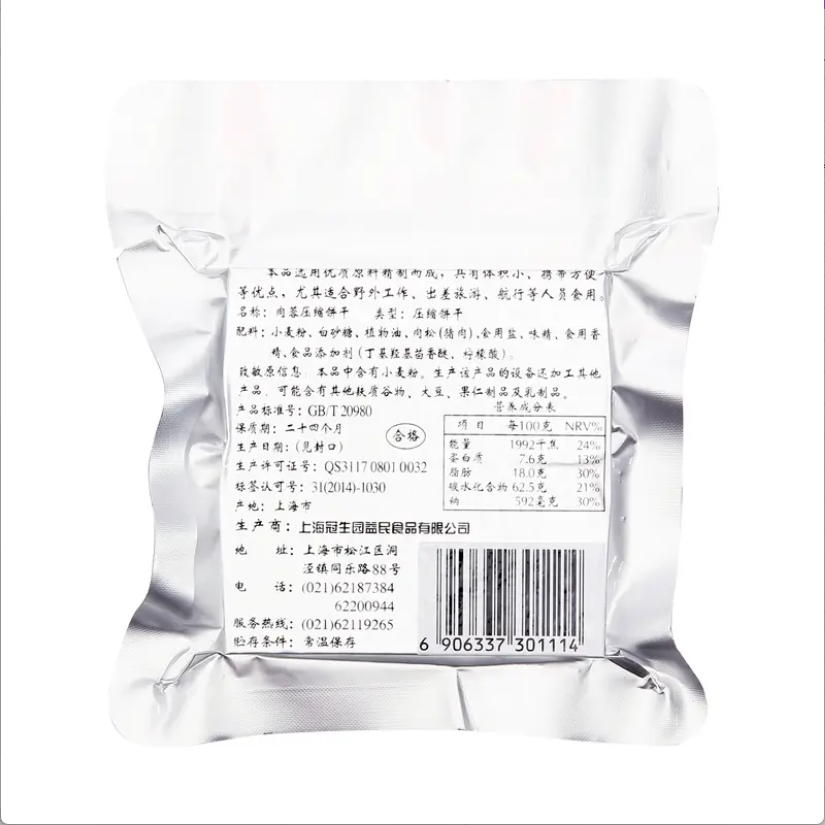 本品选用优质原料精制而成，具有体积小、携带方便
等优点，尤其适合野外工作、出差旅游、航行等人员食用。
名称：肉蓉压缩饼干 类型：压缩饼干
配料：小麦粉、白砂糖、植物油、肉松(猪肉)、食用盐、味精、食用香
精、食品添加剂（丁基羟基茴香醚、柠檬酸）。
致敏原信息：本品中含有小麦粉。生产该产品的设备还加工其他
产品，可能含有其他麸质谷物、大豆、果仁制品及乳制品。
产品标准号：GB/T 20980
保质期：二十四个月
生产日期：(见封口)
合格
生产许可证号：QS3117 0801 0032
标签认可号：31(2014)-1030
产地：上海市
营养成分表
项目 每100克 NRV%
能量 1992千焦 24%
蛋白质 7.6克 13%
脂肪 18.0克 30%
碳水化合物 62.5克 21%
钠 592毫克 30%
生产商：上海冠生园益民食品有限公司
地 址：上海市松江区洞
泾镇同乐路88号
电 话：(021)62187384
62200944
服务热线：(021)62119265
贮存条件：常温保存
6 906337 301114